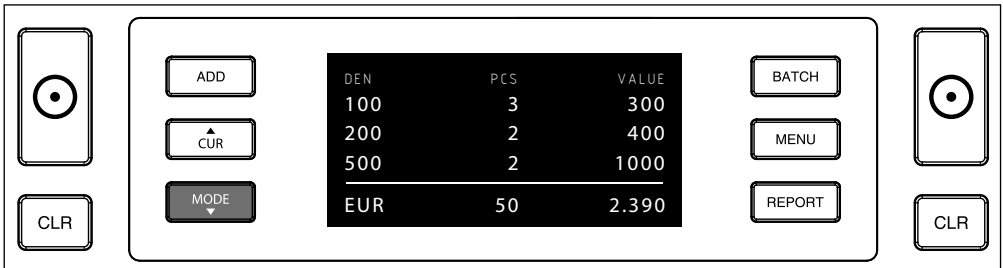 ADD
▲
CUR
MODE
▼
CLR
DEN PCS VALUE
100 3 300
200 2 400
500 2 1000
EUR 50 2.390
BATCH
MENU
REPORT
CLR